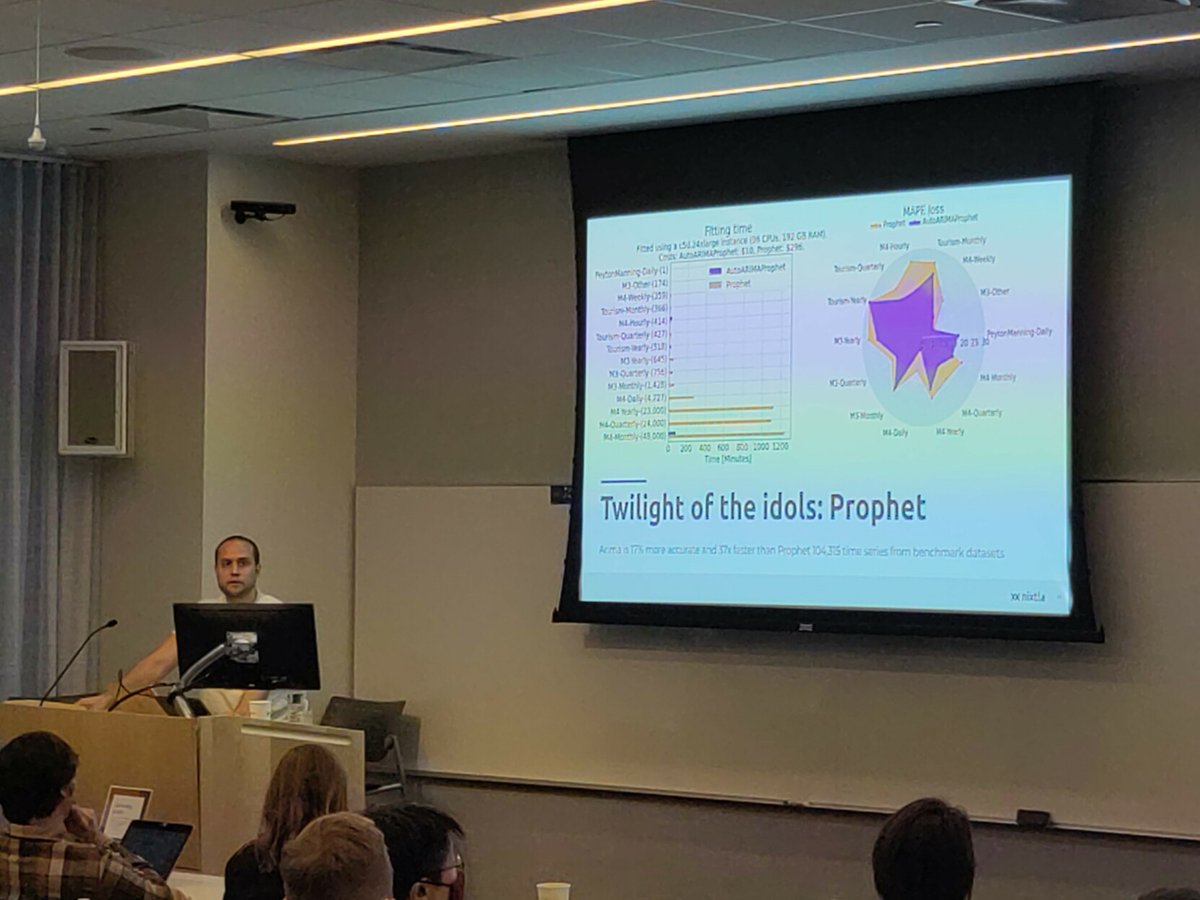 Fitting time
Fitted using a c5d.24xlarge instance (96 CPUs, 192 GB RAM).
Costs: AutoARIMAProphet: $10, Prophet: $296.
AutoARIMAProphet
Prophet
PeytonManning-Daily-(1)
M3-Other-(174)
M4-Weekly-(359)
Tourism-Monthly-(366)
M4-Hourly-(414)
Tourism-Quarterly-(427)
Tourism-Yearly-(518)
M3-Yearly-(645)
M3-Quarterly-(756)
M3-Monthly-(1,428)
M4-Daily-(4,227)
M4-Yearly-(23,000)
M4-Quarterly-(24,000)
M4-Monthly-(48,000)
0 200 400 600 800 1000 1200
Time [Minutes]
MAPE loss
Prophet AutoARIMAProphet
M4-Hourly
Tourism-Monthly
Tourism-Quarterly
M4-Weekly
Tourism-Yearly
M3-Other
M3-Yearly
PeytonManning-Daily
20 25 30
M3-Quarterly
M4-Monthly
M3-Monthly
M4-Quarterly
M4-Daily
M4-Yearly
Twilight of the idols: Prophet
Arima is 17% more accurate and 37x faster than Prophet 104,315 time series from benchmark datasets
nixtla